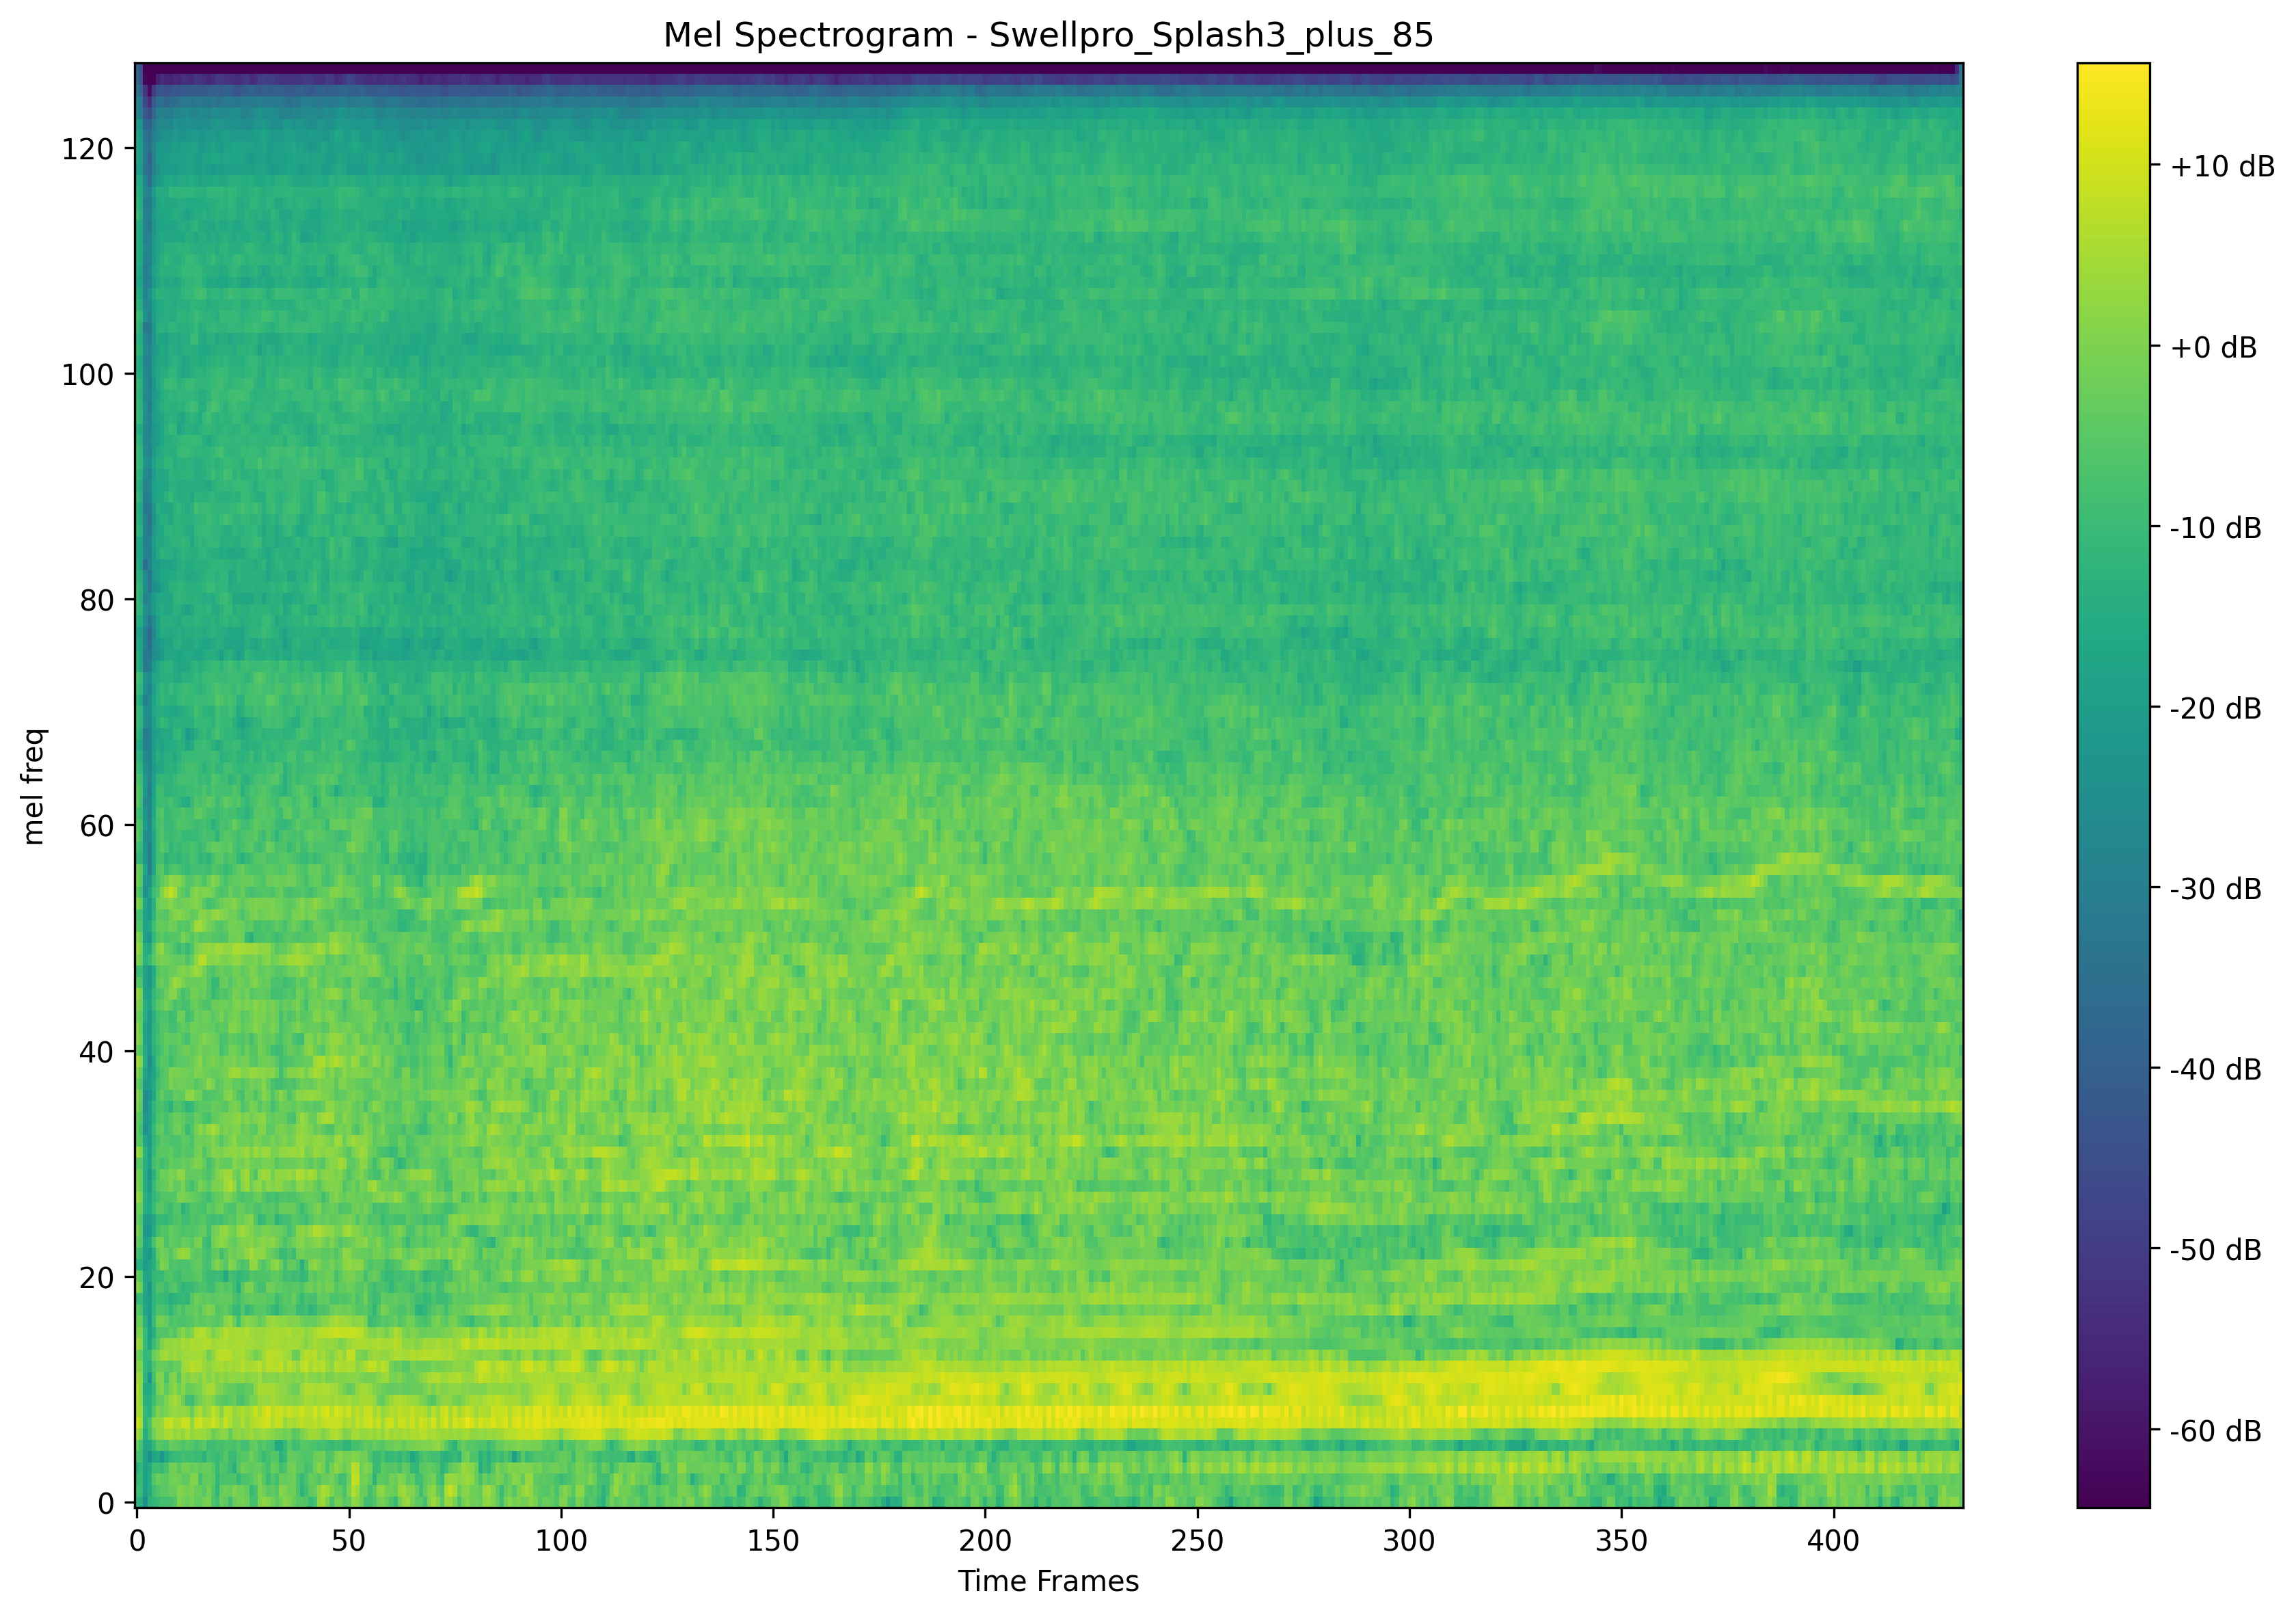 Mel Spectrogram - Swellpro_Splash3_plus_85
mel freq
120
100
80
60
40
20
0
0 50 100 150 200 250 300 350 400
Time Frames
+10 dB
+0 dB
-10 dB
-20 dB
-30 dB
-40 dB
-50 dB
-60 dB